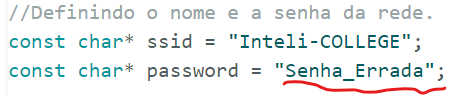 //Definindo o nome e a senha da rede.
const char* ssid = "Inteli-COLLEGE";
const char* password = "Senha_Errada";